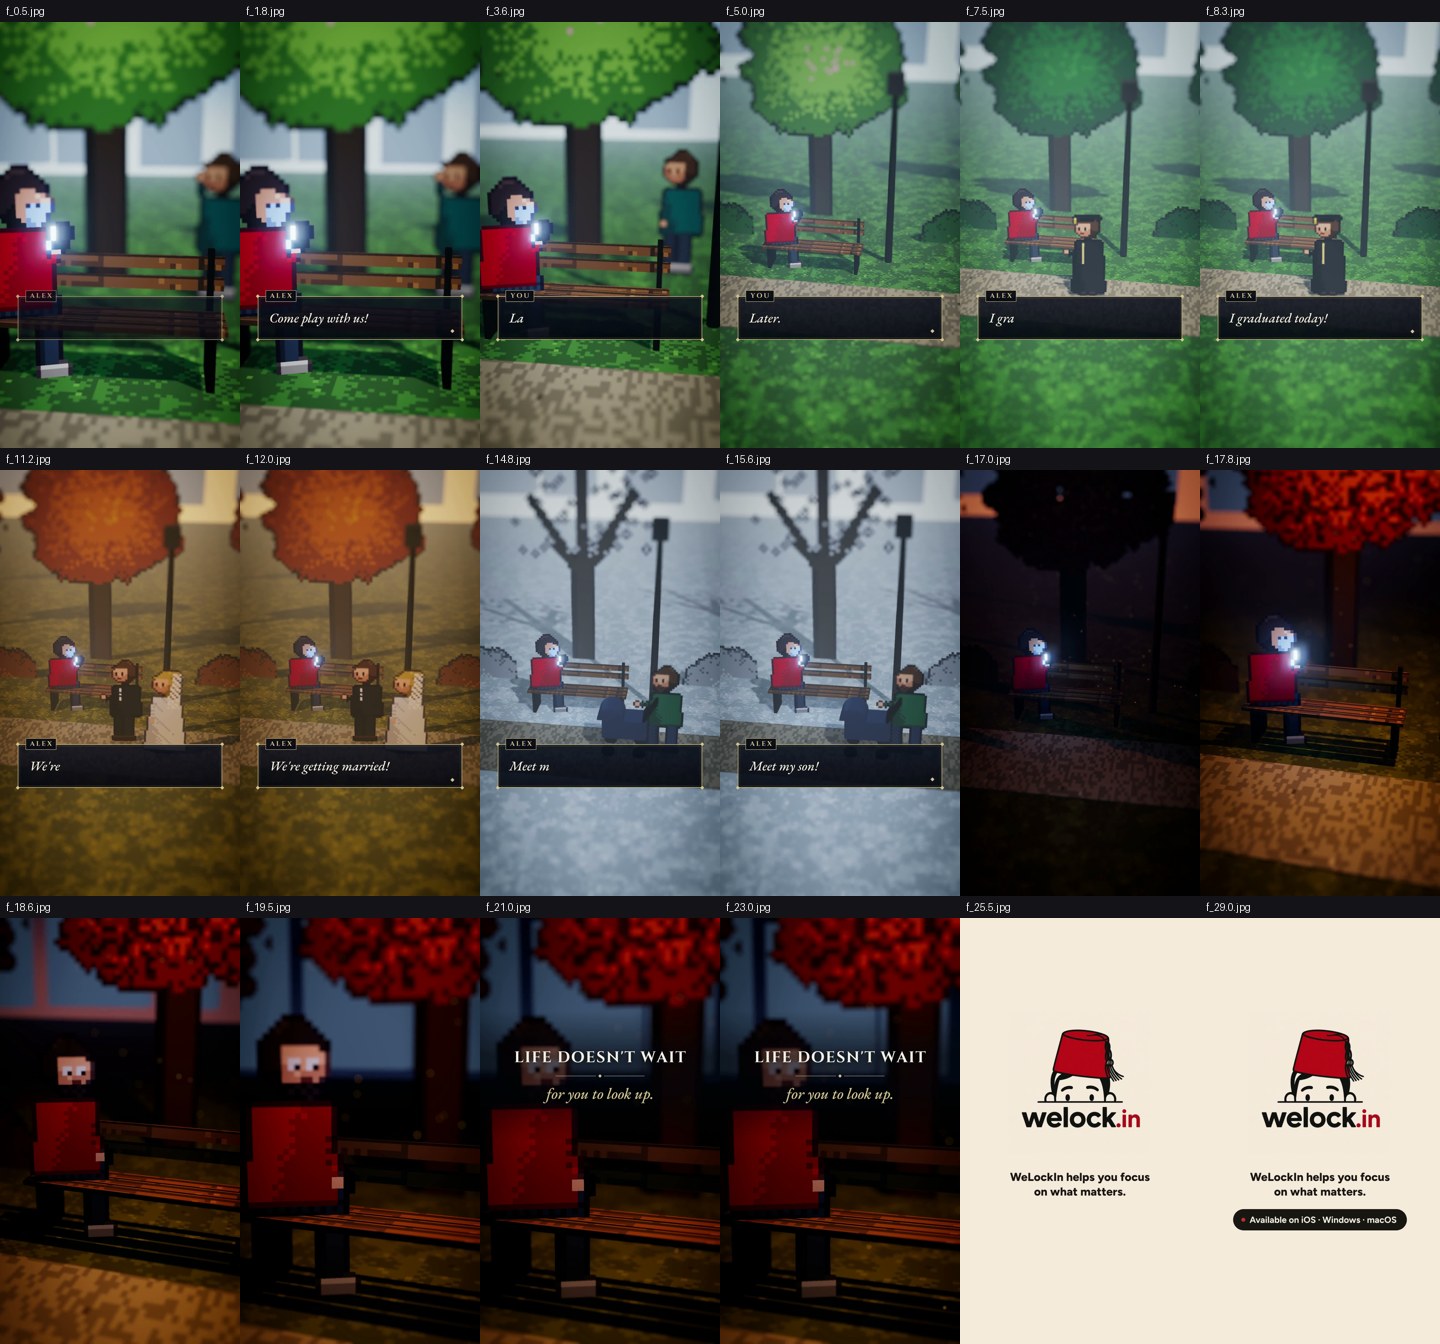 f_0.5.jpg
f_1.8.jpg
f_3.6.jpg
f_5.0.jpg
f_7.5.jpg
f_8.3.jpg
ALEX
ALEX
Come play with us!
YOU
La
YOU
Later.
ALEX
I gra
ALEX
I graduated today!
f_11.2.jpg
f_12.0.jpg
f_14.8.jpg
f_15.6.jpg
f_17.0.jpg
f_17.8.jpg
ALEX
We're
ALEX
We're getting married!
ALEX
Meet m
ALEX
Meet my son!
f_18.6.jpg
f_19.5.jpg
f_21.0.jpg
f_23.0.jpg
f_25.5.jpg
f_29.0.jpg
LIFE DOESN'T WAIT
for you to look up.
LIFE DOESN'T WAIT
for you to look up.
welock.in
WeLockIn helps you focus
on what matters.
welock.in
WeLockIn helps you focus
on what matters.
Available on iOS · Windows · macOS